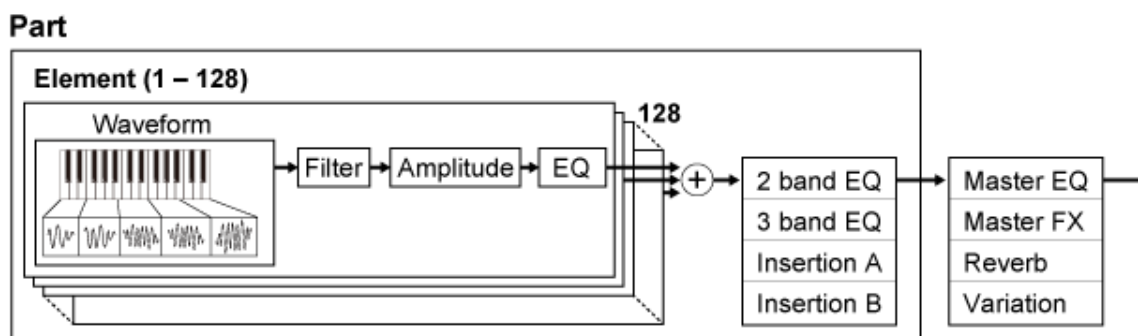 Part
Element (1 – 128)
Waveform
128
Filter
Amplitude
EQ
+
2 band EQ
3 band EQ
Insertion A
Insertion B
Master EQ
Master FX
Reverb
Variation